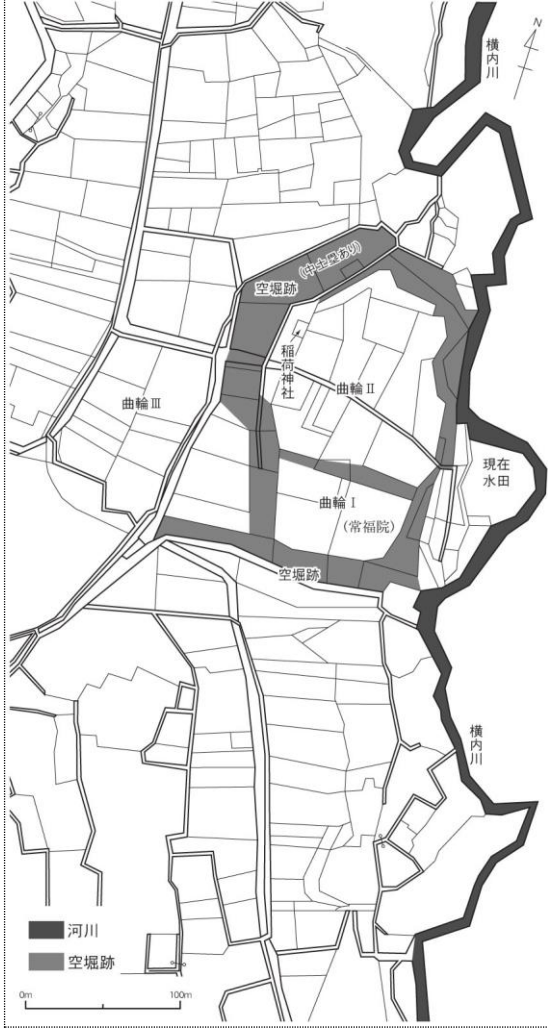 N
横内川
(中土塁あり)
空堀跡
稲荷神社
曲輪Ⅱ
曲輪Ⅲ
現在
水田
曲輪Ⅰ
(常福院)
空堀跡
横内川
河川
空堀跡
0m
100m